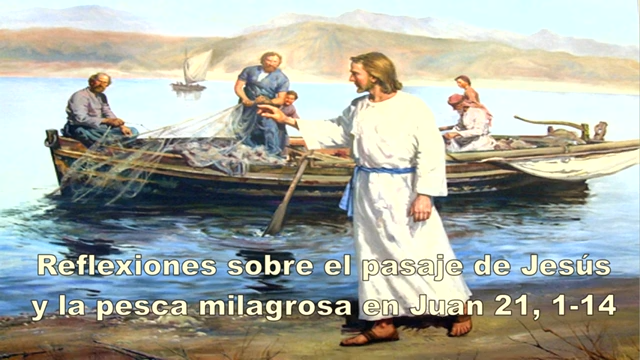 Reflexiones sobre el pasaje de Jesús
y la pesca milagrosa en Juan 21, 1-14